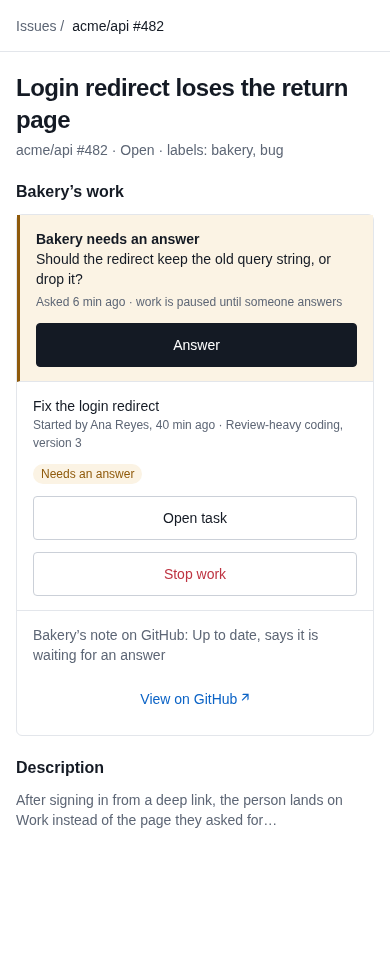 Issues / acme/api #482
Login redirect loses the return
page
acme/api #482 · Open · labels: bakery, bug
Bakery’s work
Bakery needs an answer
Should the redirect keep the old query string, or
drop it?
Asked 6 min ago · work is paused until someone answers
Answer
Fix the login redirect
Started by Ana Reyes, 40 min ago · Review-heavy coding,
version 3
Needs an answer
Open task
Stop work
Bakery’s note on GitHub: Up to date, says it is
waiting for an answer
View on GitHub
Description
After signing in from a deep link, the person lands on
Work instead of the page they asked for…